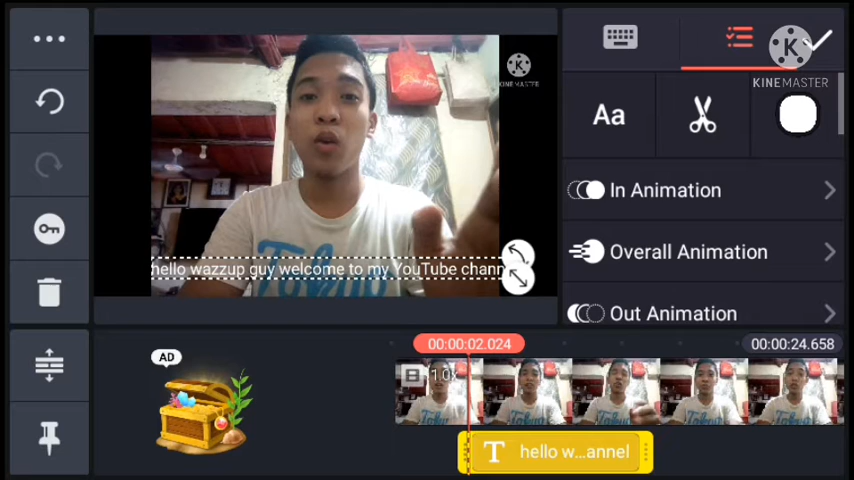 KINEMASTER
KINEMASTER
Aa
In Animation
Overall Animation
Out Animation
hello wazzup guy welcome to my YouTube chann
AD
00:00:02.024
00:00:24.658
T
hello w...annel